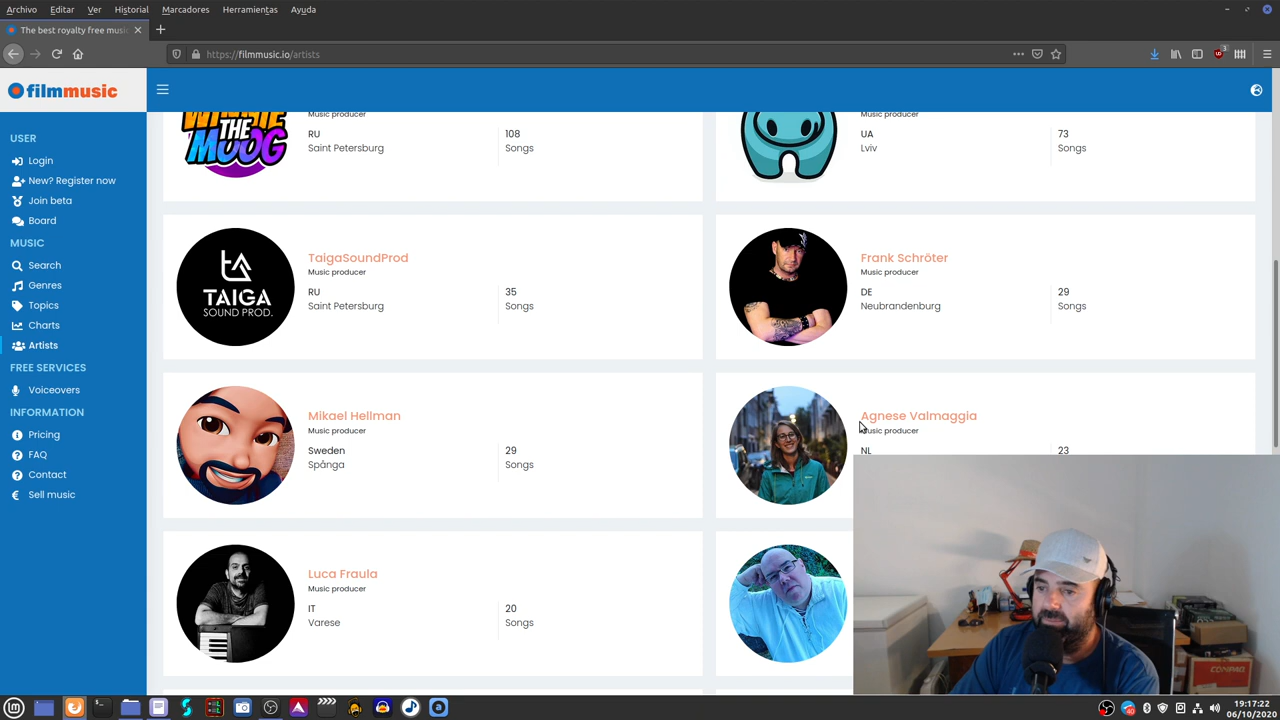 Archivo Editar Ver Historial Marcadores Herramientas Ayuda
The best royalty free musi
https://filmmusic.io/artists
filmmusic
USER
Login
New? Register now
Join beta
Board
MUSIC
Search
Genres
Topics
Charts
Artists
FREE SERVICES
Voiceovers
INFORMATION
Pricing
FAQ
Contact
Sell music
WINNIE
THE
MOOG
Music producer
RU 108
Saint Petersburg Songs
Music producer
UA 73
Lviv Songs
TAIGA
SOUND PROD.
TaigaSoundProd
Music producer
RU 35
Saint Petersburg Songs
Frank Schröter
Music producer
DE 29
Neubrandenburg Songs
Mikael Hellman
Music producer
Sweden 29
Spånga Songs
Agnese Valmaggia
Music producer
NL 23
Luca Fraula
Music producer
IT 20
Varese Songs
COMPAQ
19:17:22
06/10/2020